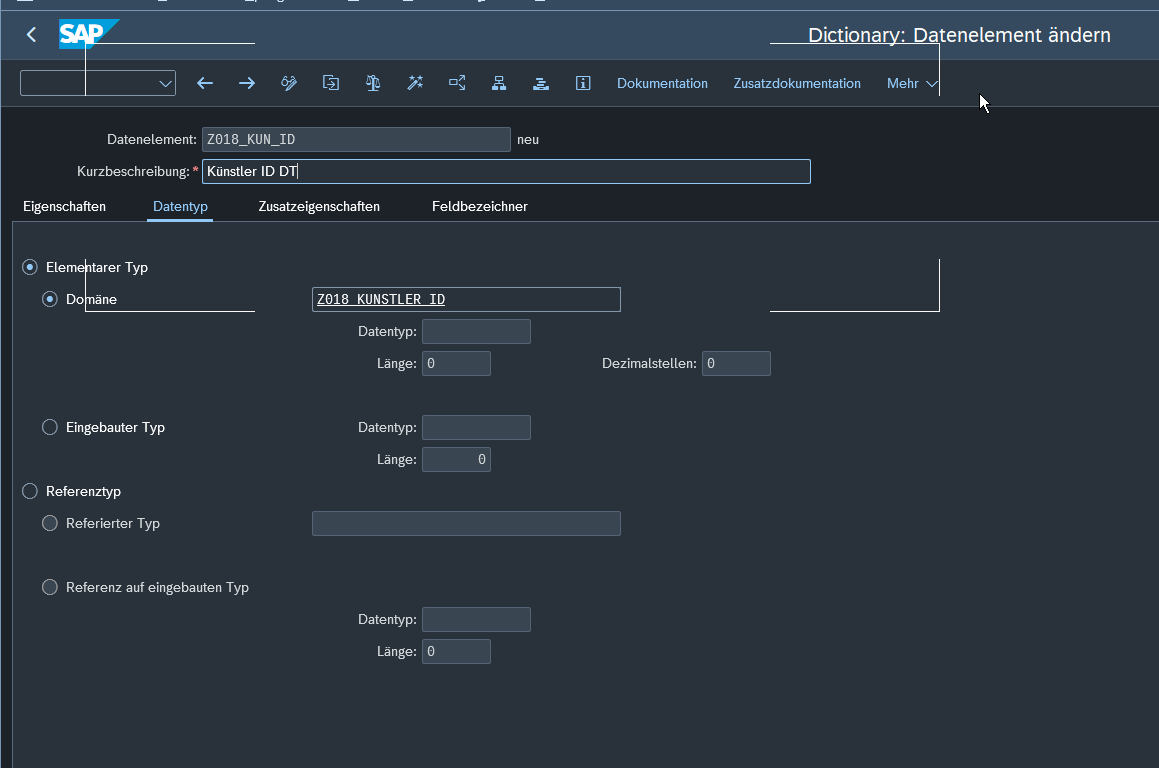 SAP
Dictionary: Datenelement ändern
Dokumentation Zusatzdokumentation Mehr
Datenelement: Z018_KUN_ID neu
Kurzbeschreibung:* Künstler ID DT
Eigenschaften Datentyp Zusatzeigenschaften Feldbezeichner
Elementarer Typ
Domäne Z018_KUNSTLER_ID
Datentyp:
Länge: 0 Dezimalstellen: 0
Eingebauter Typ Datentyp:
Länge: 0
Referenztyp
Referierter Typ
Referenz auf eingebauten Typ
Datentyp:
Länge: 0